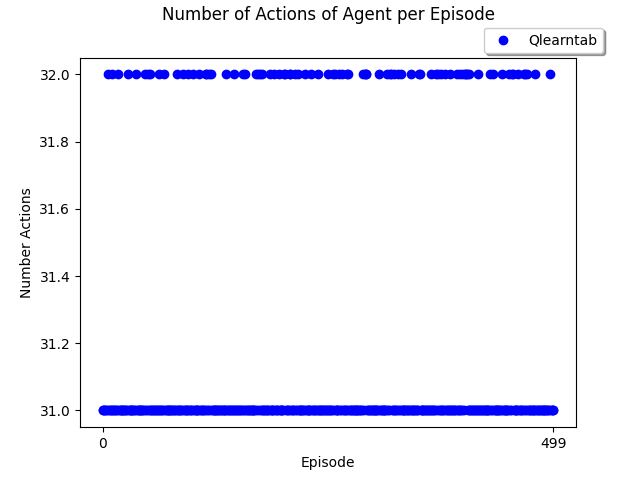 Number of Actions of Agent per Episode
Qlearntab
32.0
31.8
31.6
31.4
31.2
31.0
Number Actions
0
499
Episode